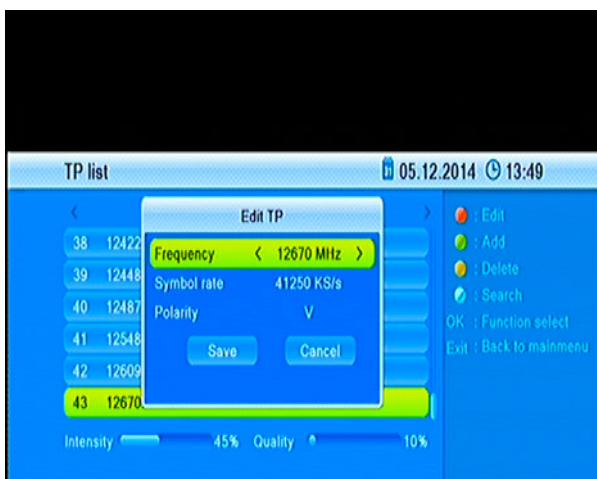 TP list 05.12.2014 13:49
Edit TP
Frequency < 12670 MHz >
Symbol rate 41250 KS/s
Polarity V
Save Cancel
38 12422
39 12448
40 12487
41 12548
42 12609
43 12670
Intensity 45% Quality 10%
: Edit
: Add
: Delete
: Search
OK : Function select
Exit : Back to mainmenu